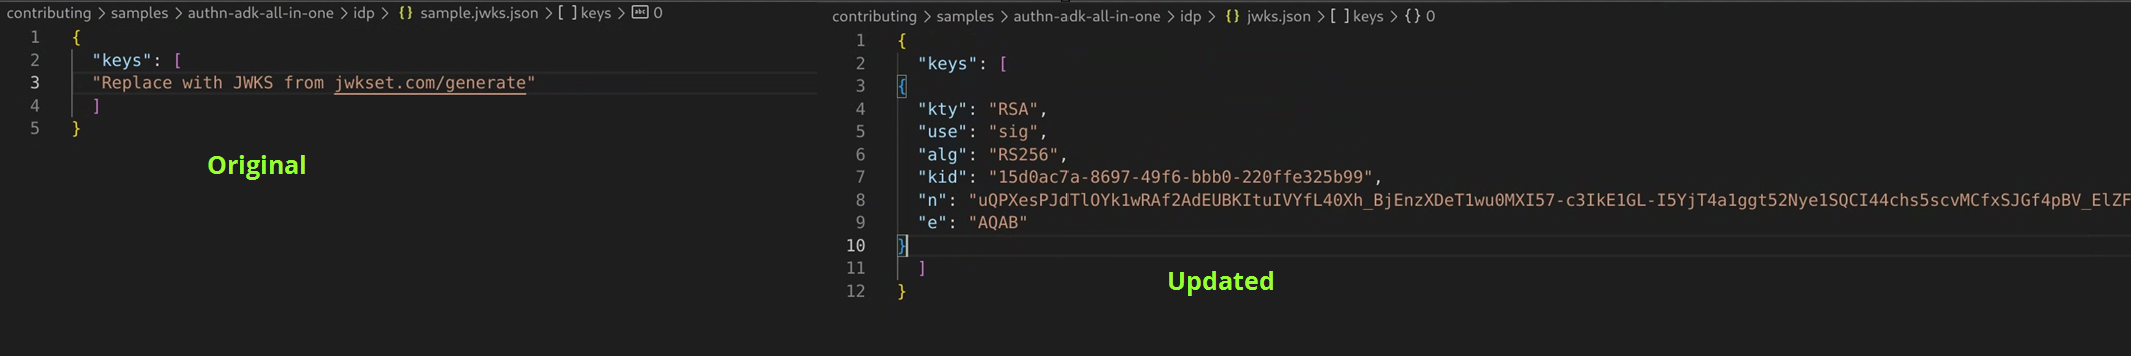 contributing > samples > authn-adk-all-in-one > idp > {} sample.jwks.json > [ ] keys > abc 0
1 {
2 "keys": [
3 "Replace with JWKS from jwkset.com/generate"
4 ]
5 }
Original
contributing > samples > authn-adk-all-in-one > idp > {} jwks.json > [ ] keys > {} 0
1 {
2 "keys": [
3 {
4 "kty": "RSA",
5 "use": "sig",
6 "alg": "RS256",
7 "kid": "15d0ac7a-8697-49f6-bbb0-220ffe325b99",
8 "n": "uQPXesPJdTlOYk1wRAf2AdEUBKItuIVYfL40Xh_BjEnzXDeT1wu0MXI57-c3IkE1GL-I5YjT4a1ggt52Nye1SQCI44chs5scvMCfxSJGf4pBV_ElZF
9 "e": "AQAB"
10 }
11 ]
12 }
Updated